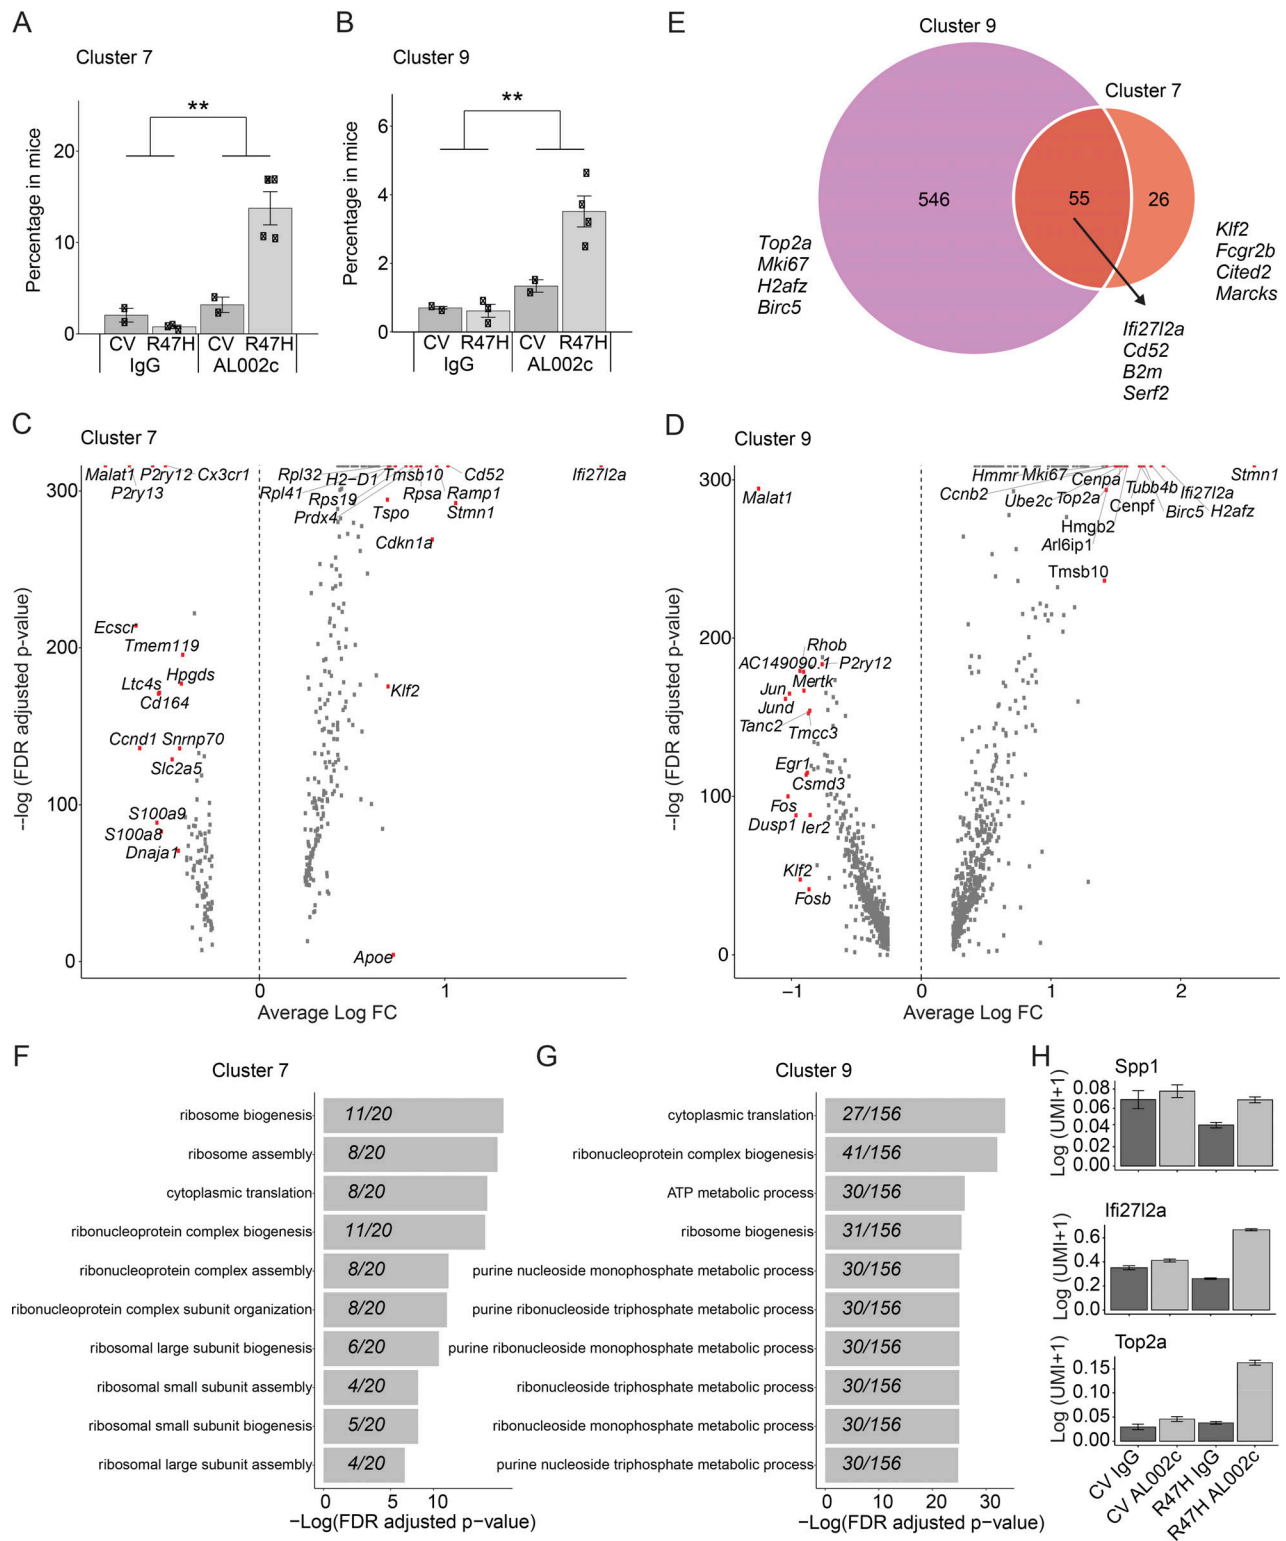 A
Cluster 7
**
Percentage in mice
20
10
0
CV R47H CV R47H
IgG AL002c
B
Cluster 9
**
Percentage in mice
6
4
2
0
CV R47H CV R47H
IgG AL002c
E
Cluster 9
Cluster 7
546
55
26
Top2a
Mki67
H2afz
Birc5
Klf2
Fcgr2b
Cited2
Marcks
Ifi27l2a
Cd52
B2m
Serf2
C
Cluster 7
Malat1 P2ry12 Cx3cr1
P2ry13
Rpl32 H2-D1 Tmsb10 Cd52 Ifi27l2a
Rpl41 Rps19 Rpsa Ramp1
Prdx4 Tspo Stmn1
Cdkn1a
Ecscr
Tmem119
Hpgds
Ltc4s
Cd164
Klf2
Ccnd1 Snrnp70
Slc2a5
S100a9
S100a8
Dnaja1
Apoe
300
200
100
0
--log (FDR adjusted p-value)
0 1
Average Log FC
D
Cluster 9
Malat1
Hmmr Mki67 Cenpa Tubb4b Stmn1
Ccnb2 Ube2c Top2a Cenpf Ifi27l2a
Birc5 H2afz
Hmgb2
Arl6ip1
Tmsb10
Rhob
AC149090.1 P2ry12
Mertk
Jun
Jund
Tanc2
Tmcc3
Egr1
Csmd3
Fos
Dusp1 Ier2
Klf2
Fosb
300
200
100
0
--log (FDR adjusted p-value)
−1 0 1 2
Average Log FC
F
Cluster 7
ribosome biogenesis 11/20
ribosome assembly 8/20
cytoplasmic translation 8/20
ribonucleoprotein complex biogenesis 11/20
ribonucleoprotein complex assembly 8/20
ribonucleoprotein complex subunit organization 8/20
ribosomal large subunit biogenesis 6/20
ribosomal small subunit assembly 4/20
ribosomal small subunit biogenesis 5/20
ribosomal large subunit assembly 4/20
0 5 10
−Log(FDR adjusted p−value)
G
Cluster 9
cytoplasmic translation 27/156
ribonucleoprotein complex biogenesis 41/156
ATP metabolic process 30/156
ribosome biogenesis 31/156
purine nucleoside monophosphate metabolic process 30/156
purine ribonucleoside triphosphate metabolic process 30/156
purine ribonucleoside monophosphate metabolic process 30/156
ribonucleoside triphosphate metabolic process 30/156
ribonucleoside monophosphate metabolic process 30/156
purine nucleoside triphosphate metabolic process 30/156
0 10 20 30
−Log(FDR adjusted p−value)
H
Spp1
Log (UMI+1)
0.08
0.06
0.04
0.02
0.00
Ifi27l2a
Log (UMI+1)
0.6
0.4
0.2
0.0
Top2a
Log (UMI+1)
0.15
0.10
0.05
0.00
CV IgG
CV AL002c
R47H IgG
R47H AL002c